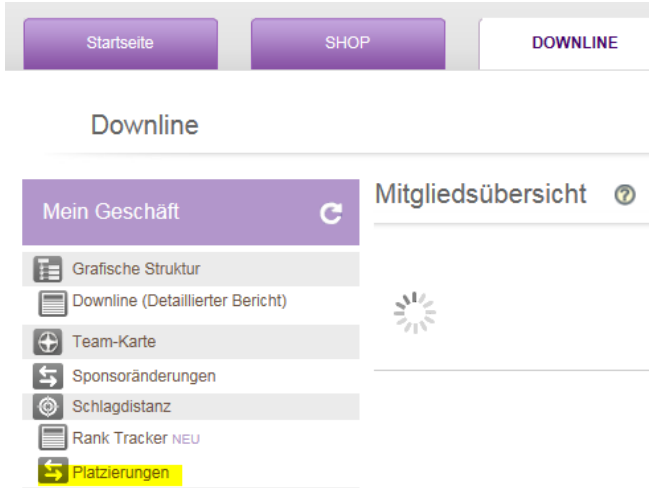 Startseite SHOP DOWNLINE
Downline
Mein Geschäft
Mitgliedsübersicht ?
Grafische Struktur
Downline (Detaillierter Bericht)
Team-Karte
Sponsoränderungen
Schlagdistanz
Rank Tracker NEU
Platzierungen